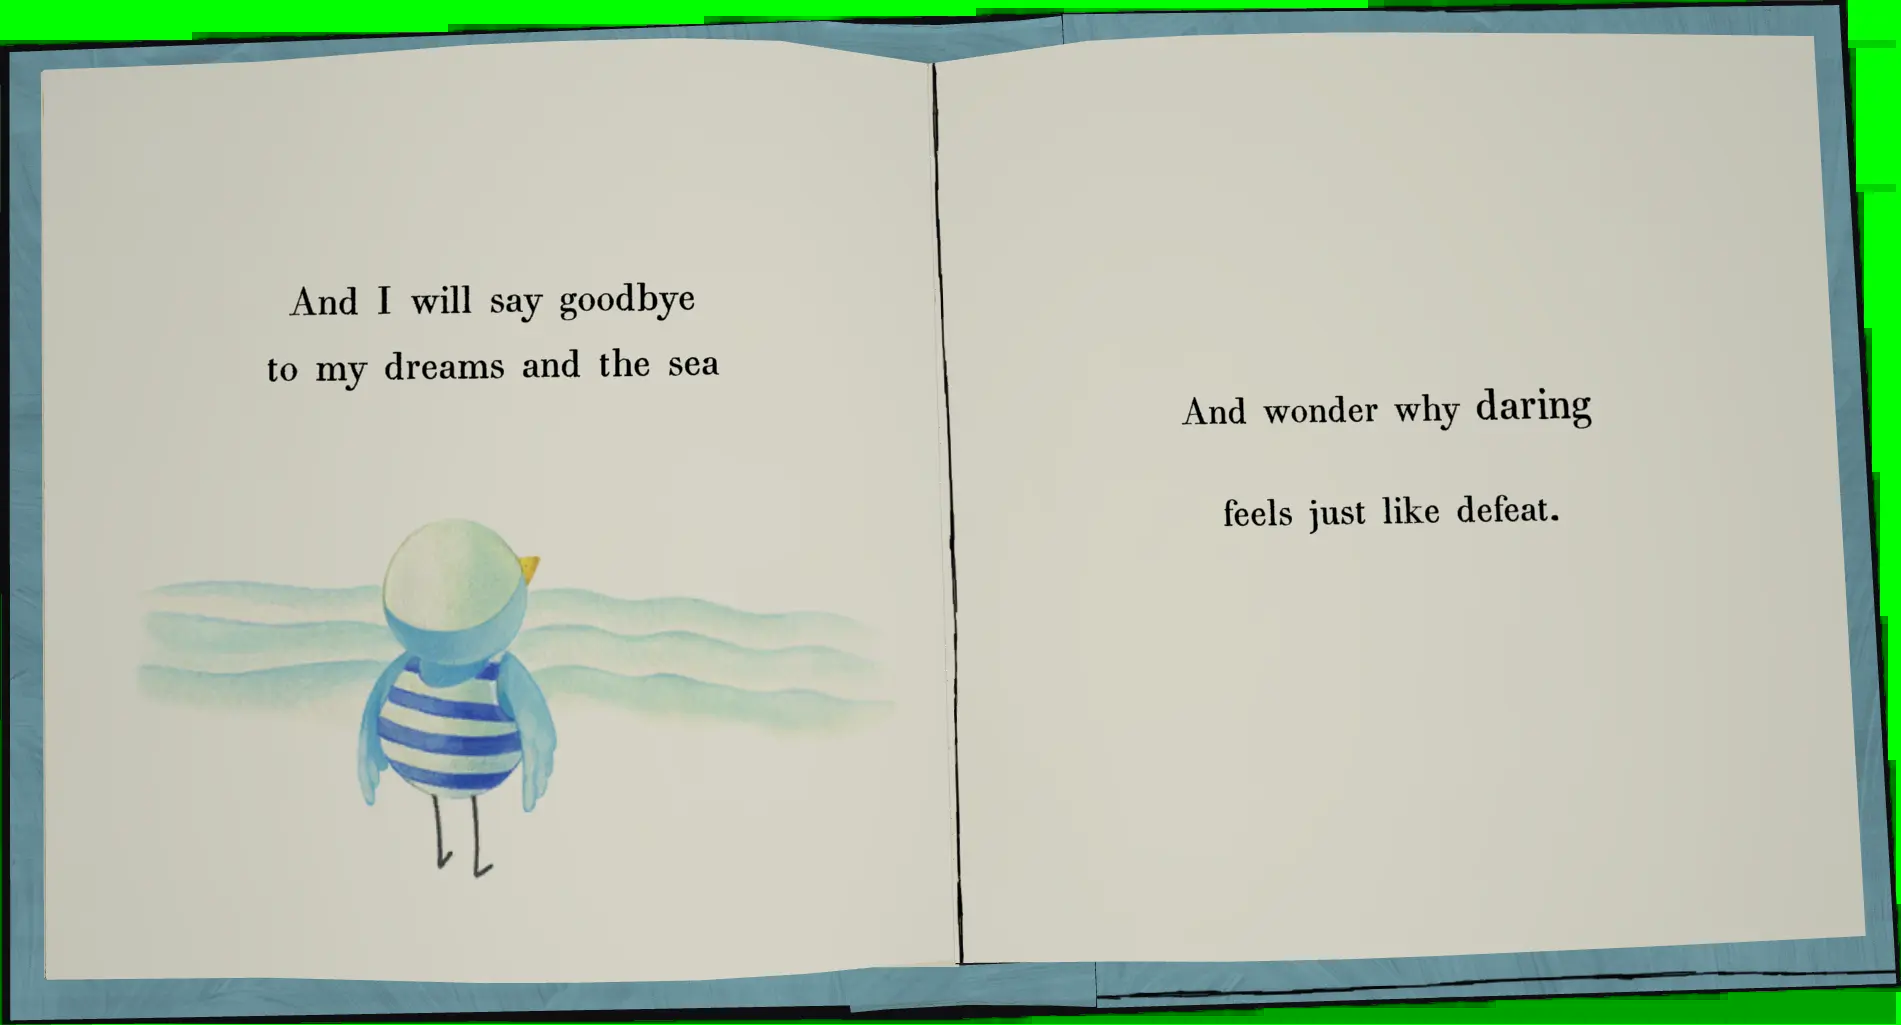 And I will say goodbye
to my dreams and the sea
And wonder why daring
feels just like defeat.